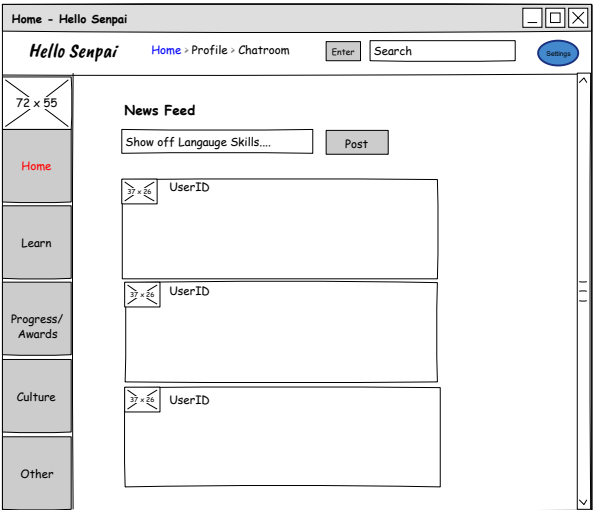 Home - Hello Senpai
Hello Senpai
Home > Profile > Chatroom
Enter
Search
Settings
72 x 55
Home
Learn
Progress/
Awards
Culture
Other
News Feed
Show off Langauge Skills....
Post
37 x 26
UserID
37 x 26
UserID
37 x 26
UserID